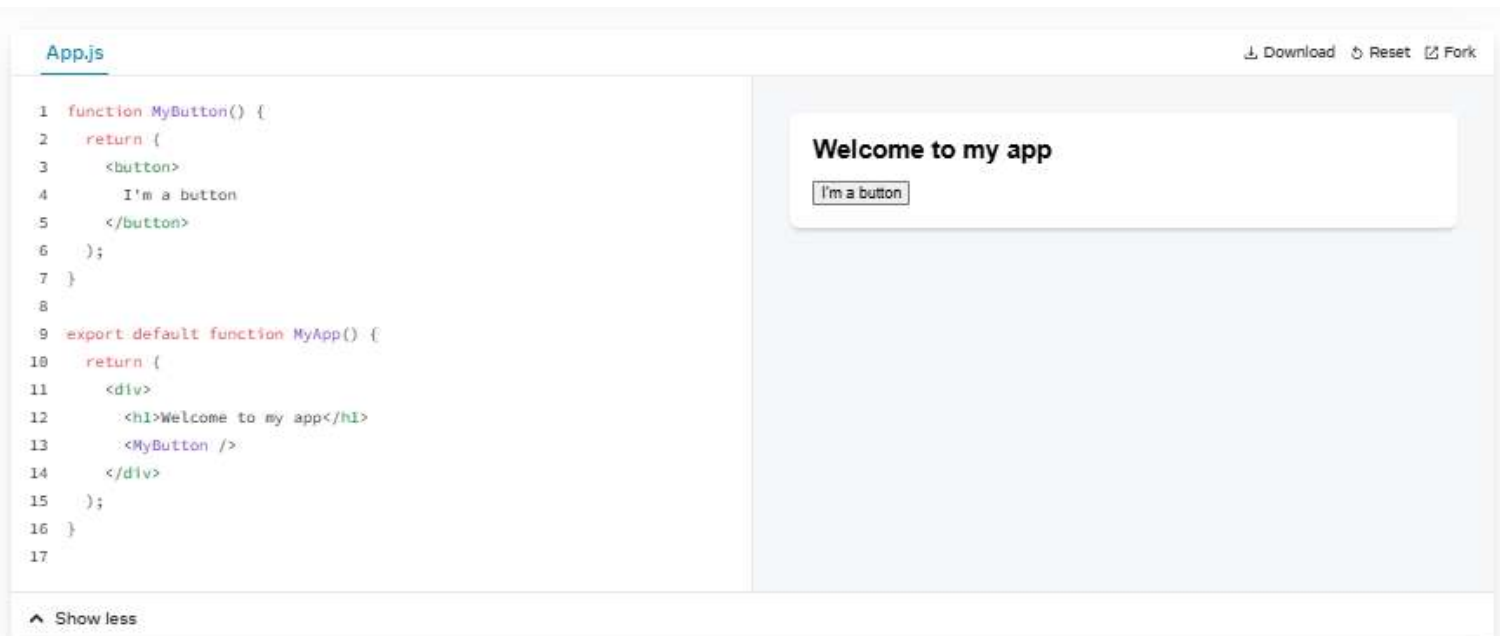 App.js
Download Reset Fork
1 function MyButton() {
2 return (
3 <button>
4 I'm a button
5 </button>
6 );
7 }
8
9 export default function MyApp() {
10 return (
11 <div>
12 <h1>Welcome to my app</h1>
13 <MyButton />
14 </div>
15 );
16 }
17
Welcome to my app
I'm a button
Show less